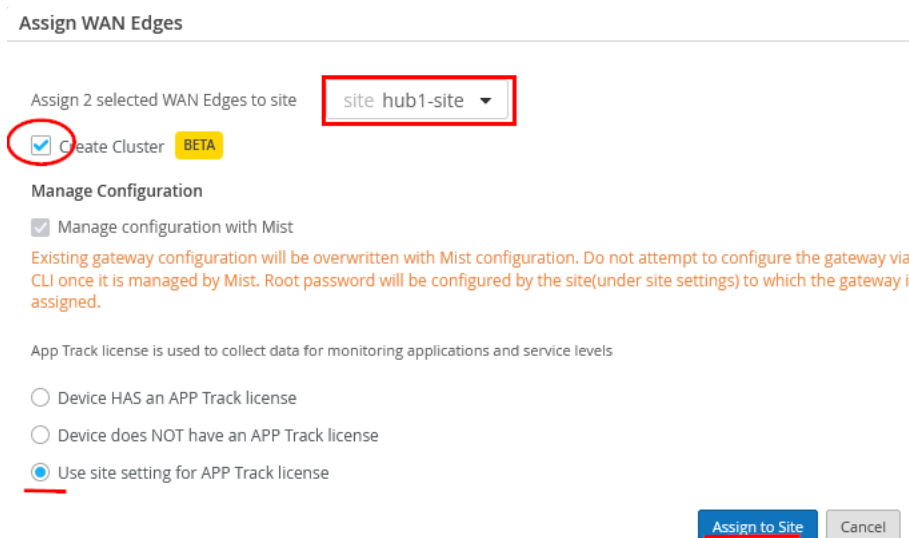 Assign WAN Edges
Assign 2 selected WAN Edges to site site hub1-site
Create Cluster BETA
Manage Configuration
Manage configuration with Mist
Existing gateway configuration will be overwritten with Mist configuration. Do not attempt to configure the gateway via
CLI once it is managed by Mist. Root password will be configured by the site(under site settings) to which the gateway i
assigned.
App Track license is used to collect data for monitoring applications and service levels
Device HAS an APP Track license
Device does NOT have an APP Track license
Use site setting for APP Track license
Assign to Site Cancel